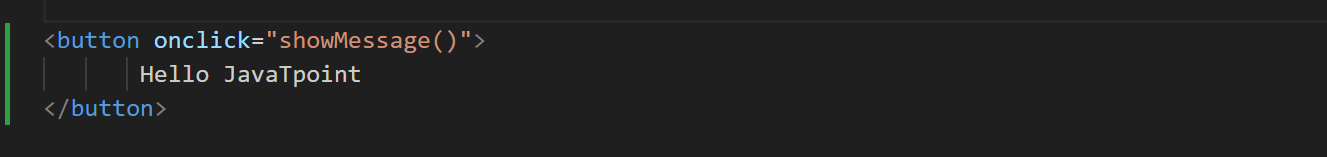 <button onclick="showMessage()">
Hello JavaTpoint
</button>